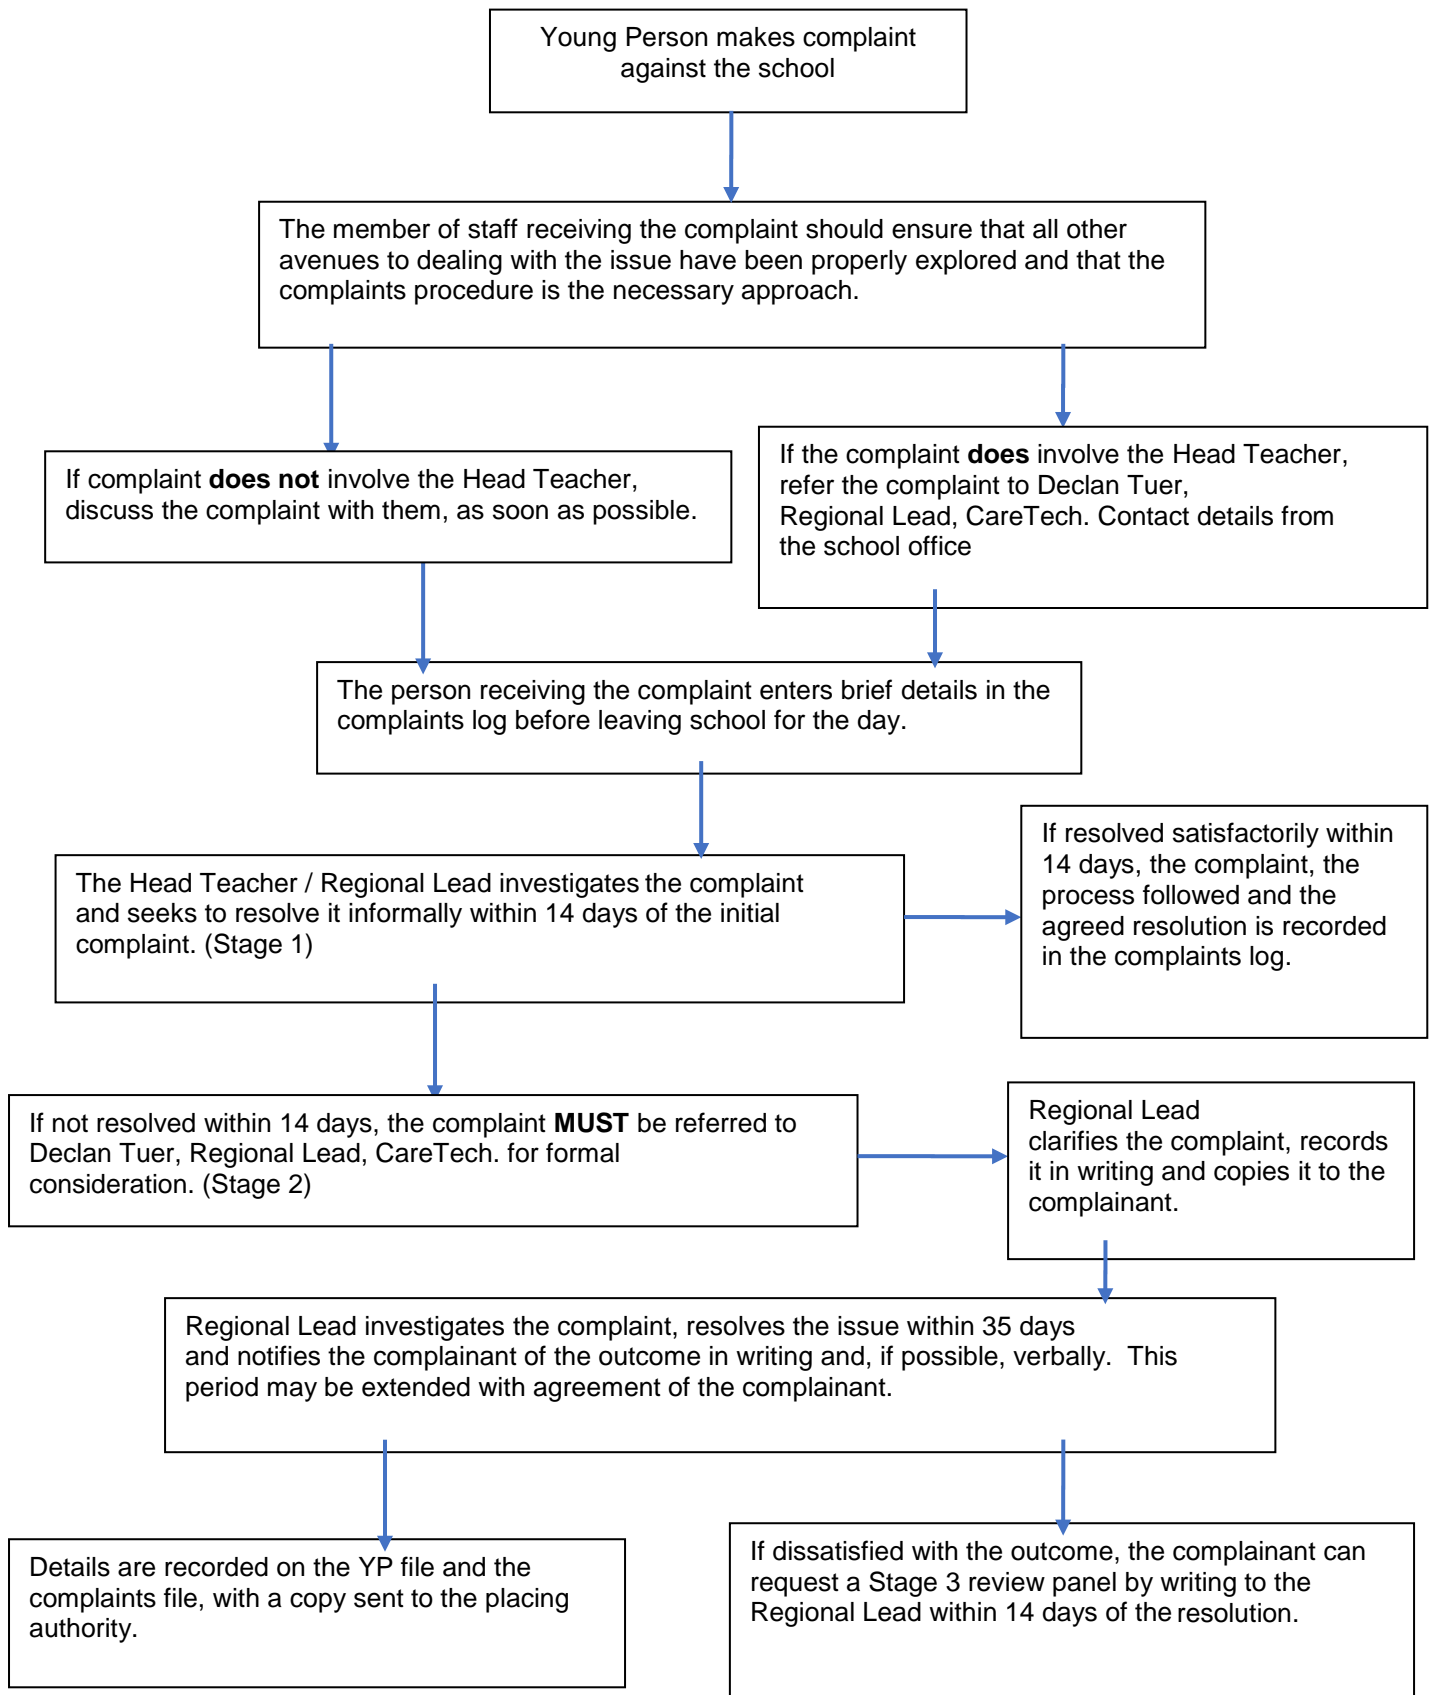 Young Person makes complaint
against the school
The member of staff receiving the complaint should ensure that all other
avenues to dealing with the issue have been properly explored and that the
complaints procedure is the necessary approach.
If complaint does not involve the Head Teacher,
discuss the complaint with them, as soon as possible.
If the complaint does involve the Head Teacher,
refer the complaint to Declan Tuer,
Regional Lead, CareTech. Contact details from
the school office
The person receiving the complaint enters brief details in the
complaints log before leaving school for the day.
The Head Teacher / Regional Lead investigates the complaint
and seeks to resolve it informally within 14 days of the initial
complaint. (Stage 1)
If resolved satisfactorily within
14 days, the complaint, the
process followed and the
agreed resolution is recorded
in the complaints log.
If not resolved within 14 days, the complaint MUST be referred to
Declan Tuer, Regional Lead, CareTech. for formal
consideration. (Stage 2)
Regional Lead
clarifies the complaint, records
it in writing and copies it to the
complainant.
Regional Lead investigates the complaint, resolves the issue within 35 days
and notifies the complainant of the outcome in writing and, if possible, verbally. This
period may be extended with agreement of the complainant.
Details are recorded on the YP file and the
complaints file, with a copy sent to the placing
authority.
If dissatisfied with the outcome, the complainant can
request a Stage 3 review panel by writing to the
Regional Lead within 14 days of the resolution.